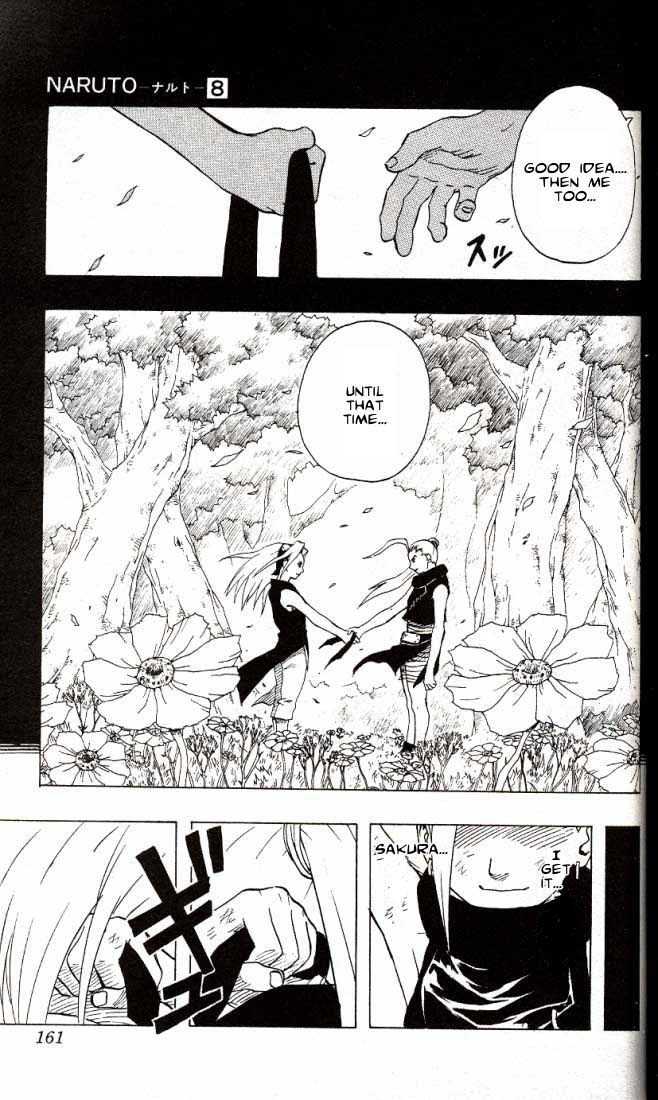 NARUTO —ナルト— 8
GOOD IDEA....
THEN ME
TOO...
スッ
UNTIL
THAT
TIME...
SAKURA...
I
GET
IT...
ギュ
161